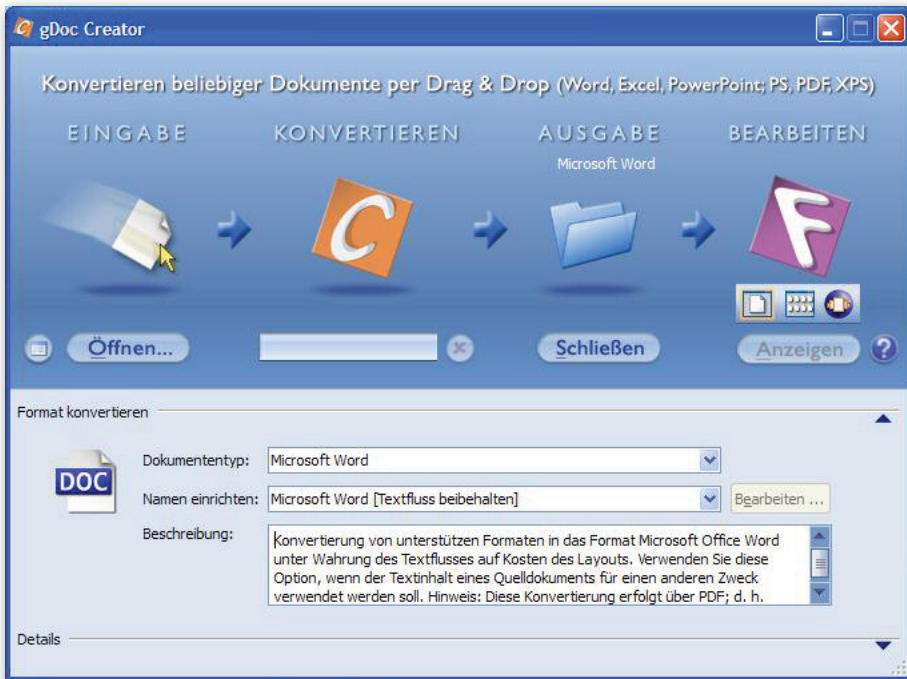 gDoc Creator
Konvertieren beliebiger Dokumente per Drag & Drop (Word, Excel, PowerPoint; PS, PDF, XPS)
EINGABE KONVERTIEREN AUSGABE BEARBEITEN
Microsoft Word
C F
Öffnen... Schließen Anzeigen ?
Format konvertieren
DOC
Dokumententyp: Microsoft Word
Namen einrichten: Microsoft Word [Textfluss beibehalten] Bearbeiten ...
Beschreibung: Konvertierung von unterstützen Formaten in das Format Microsoft Office Word
unter Wahrung des Textflusses auf Kosten des Layouts. Verwenden Sie diese
Option, wenn der Textinhalt eines Quelldokuments für einen anderen Zweck
verwendet werden soll. Hinweis: Diese Konvertierung erfolgt über PDF; d. h.
Details